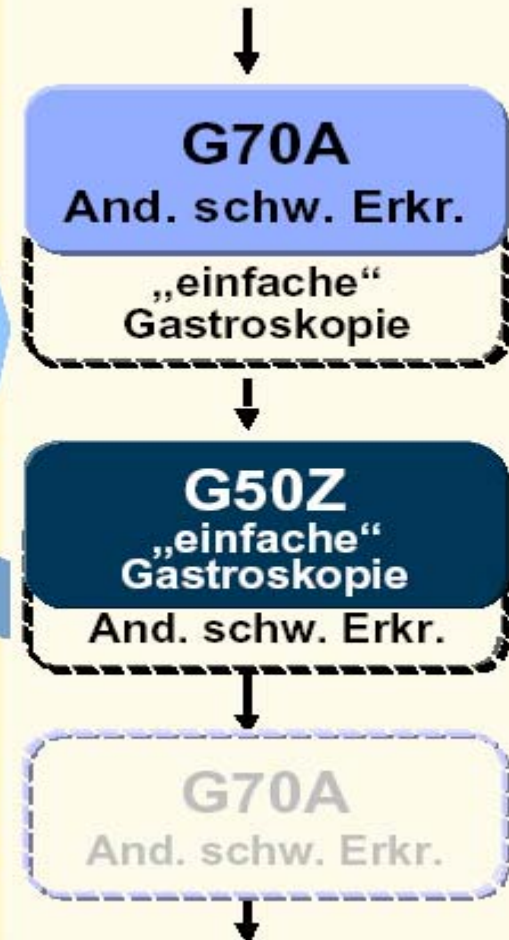 G70A
And. schw. Erkr.
„einfache“
Gastroskopie
G50Z
„einfache“
Gastroskopie
And. schw. Erkr.
G70A
And. schw. Erkr.